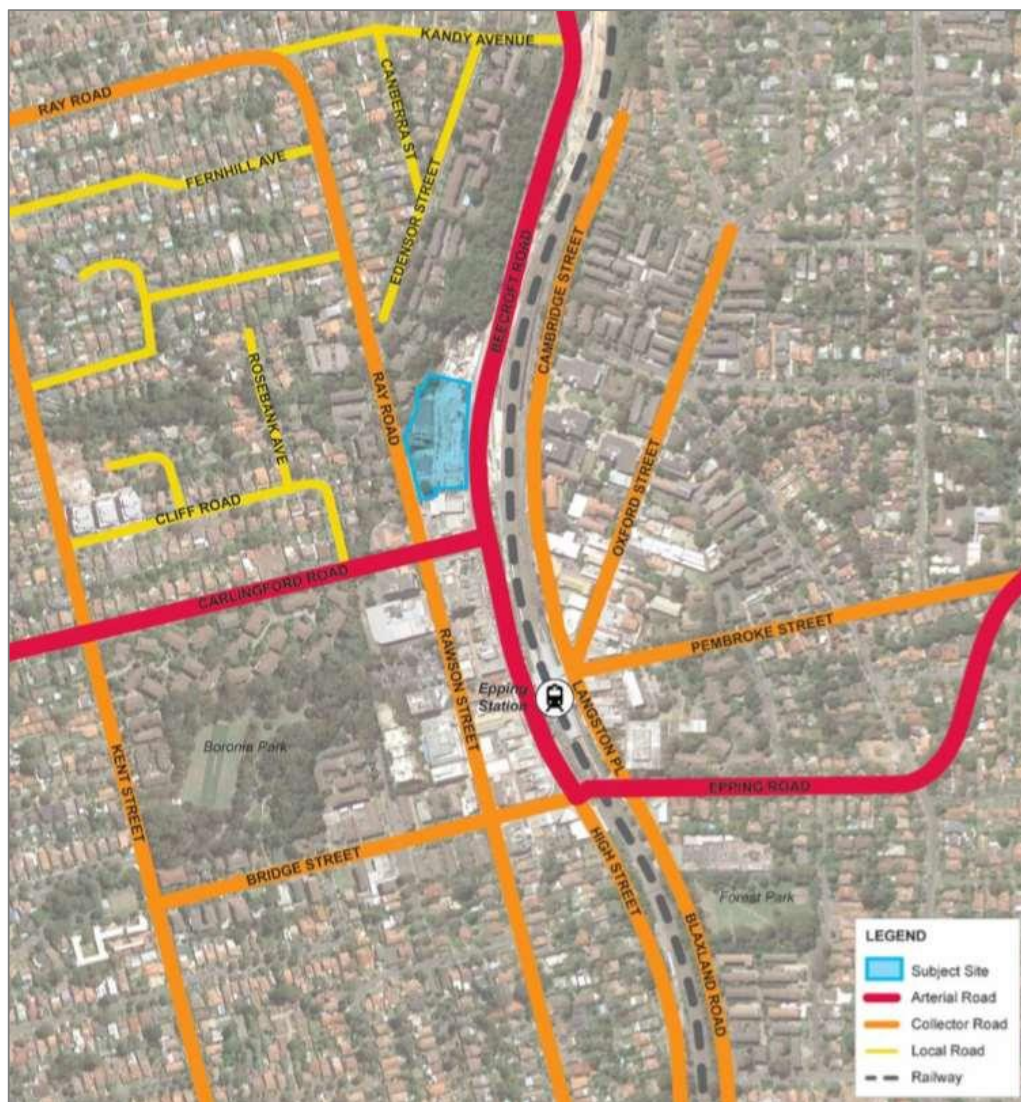 KANDY AVENUE
CANBERRA ST
RAY ROAD
FERNHILL AVE
EDENSOR STREET
BEECROFT ROAD
CAMBRIDGE STREET
ROSEBANK AVE
RAY ROAD
OXFORD STREET
CLIFF ROAD
CARLINGFORD ROAD
PEMBROKE STREET
RAWSON STREET
Epping
Station
LANGSTON PL
Boronia Park
KENT STREET
EPPING ROAD
BRIDGE STREET
HIGH STREET
Forest Park
BLAXLAND ROAD
LEGEND
Subject Site
Arterial Road
Collector Road
Local Road
Railway